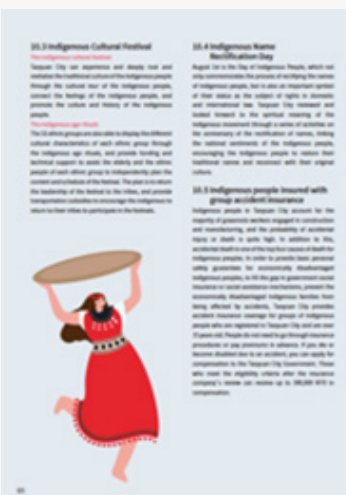 10.3 Indigenous Cultural Festival
The indigenous cultural festival
Taoyuan City can experience and deeply root and
revitalize the traditional culture of the indigenous people
through the cultural tour of the indigenous people,
connect the feelings of the indigenous people, and
promote the culture and history of the indigenous
people.
The indigenous age rituals
The 16 ethnic groups are also able to display the different
cultural characteristics of each ethnic group through
the indigenous age rituals, and provide funding and
technical support to assist the elderly and the ethnic
people of each ethnic group to independently plan the
content and schedule of the festival. The plan is to return
the leadership of the festival to the tribes, and provide
transportation subsidies to encourage the indigenous to
return to their tribes to participate in the festivals.
10.4 Indigenous Name
Rectification Day
August 1st is the Day of Indigenous People, which not
only commemorates the process of rectifying the names
of indigenous people, but is also an important symbol
of their status as the subject of rights in domestic
and international law. Taoyuan City reviewed and
looked forward to the spiritual meaning of the
indigenous movement through a series of activities on
the anniversary of the rectification of names, linking
the national sentiments of the indigenous people,
encouraging the indigenous people to restore their
traditional names and reconnect with their original
culture.
10.5 Indigenous people insured with
group accident insurance
Indigenous people in Taoyuan City account for the
majority of grassroots workers engaged in construction
and manufacturing, and the probability of accidental
injury or death is quite high. In addition to this,
accidental death is one of the top four causes of death for
indigenous peoples. In order to provide basic personal
safety guarantees for economically disadvantaged
indigenous peoples, to fill the gap in government social
insurance or social assistance mechanisms, prevent the
economically disadvantaged indigenous families from
being affected by accidents, Taoyuan City provides
accident insurance coverage for groups of indigenous
people who are registered in Taoyuan City and are over
15 years old. People do not need to go through insurance
procedures or pay premiums in advance. If you die or
become disabled due to an accident, you can apply for
compensation to the Taoyuan City Government. Those
who meet the eligibility criteria after the insurance
company's review can receive up to 300,000 NTD in
compensation.